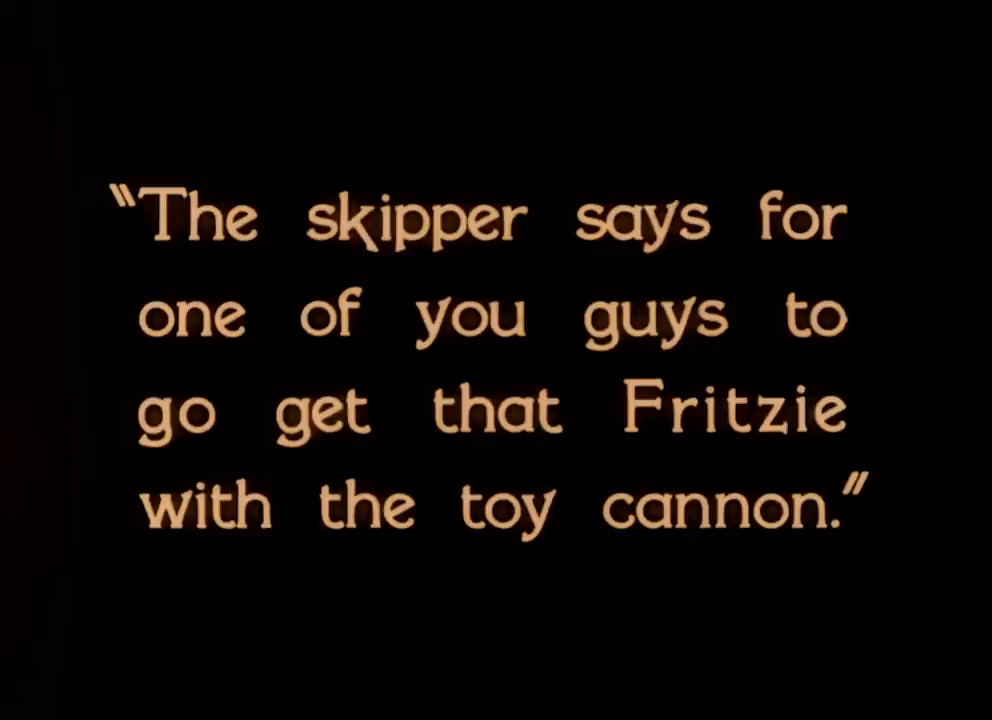 "The skipper says for
one of you guys to
go get that Fritzie
with the toy cannon."